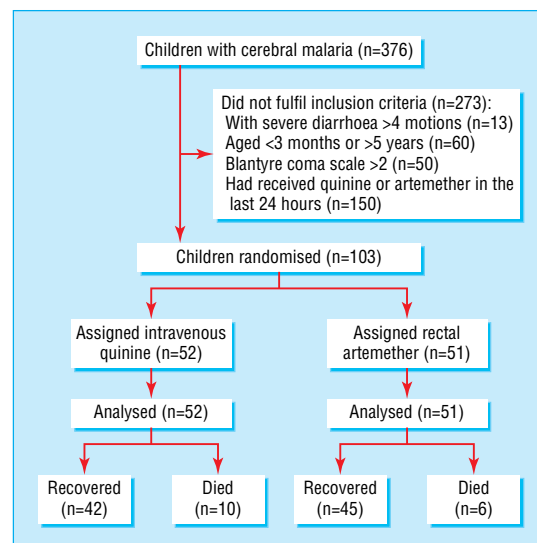 Children with cerebral malaria (n=376)
Did not fulfil inclusion criteria (n=273):
With severe diarrhoea >4 motions (n=13)
Aged <3 months or >5 years (n=60)
Blantyre coma scale >2 (n=50)
Had received quinine or artemether in the
last 24 hours (n=150)
Children randomised (n=103)
Assigned intravenous
quinine (n=52)
Assigned rectal
artemether (n=51)
Analysed (n=52)
Analysed (n=51)
Recovered
(n=42)
Died
(n=10)
Recovered
(n=45)
Died
(n=6)